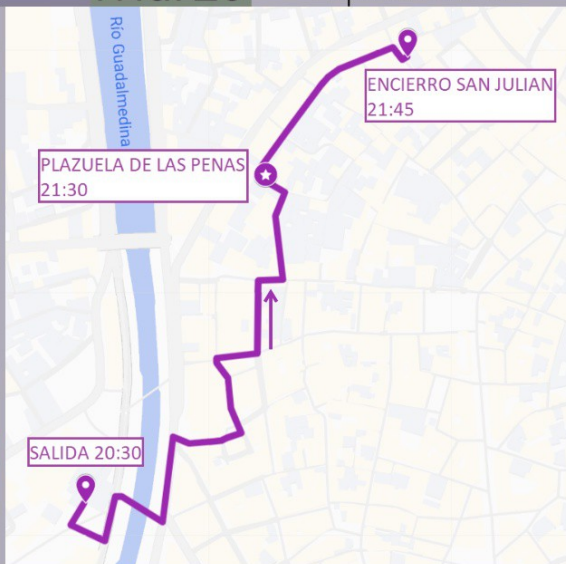 Río Guadalmedina
ENCIERRO SAN JULIAN
21:45
PLAZUELA DE LAS PENAS
21:30
SALIDA 20:30